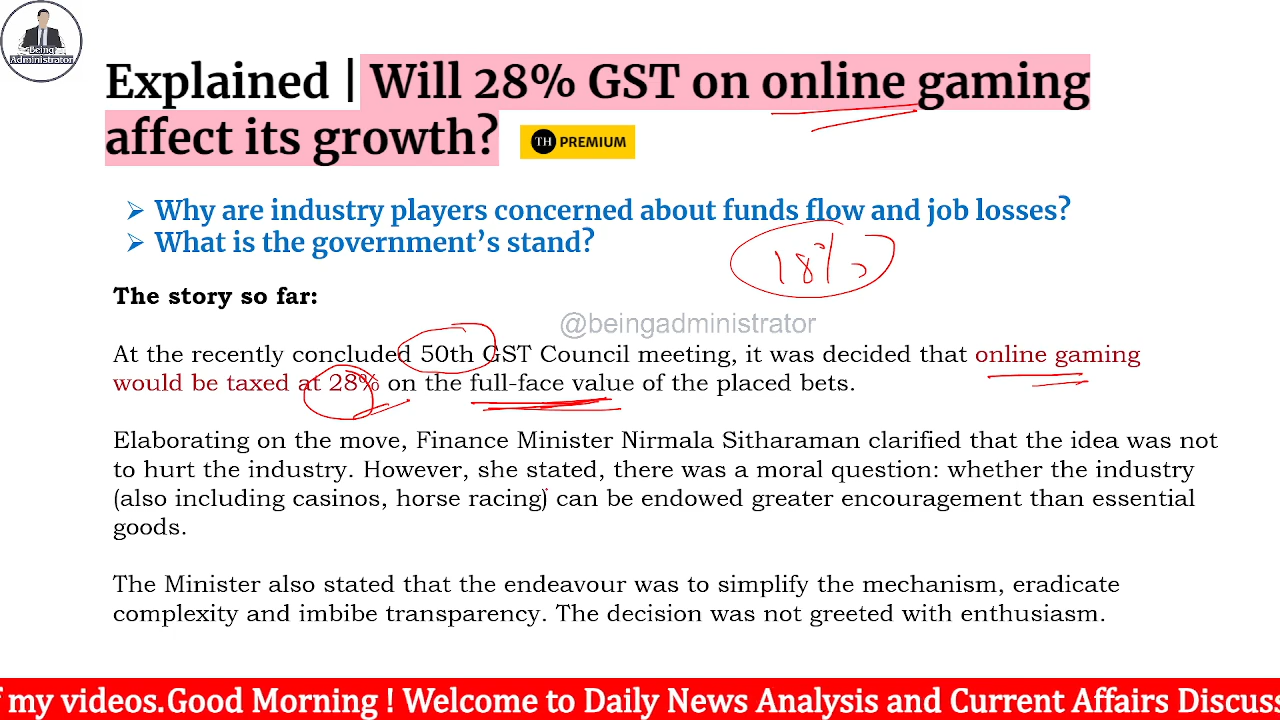 Being
Administrator
Explained | Will 28% GST on online gaming
affect its growth?
TH PREMIUM
➢ Why are industry players concerned about funds flow and job losses?
➢ What is the government's stand?
18%
The story so far:
@beingadministrator
At the recently concluded 50th GST Council meeting, it was decided that online gaming
would be taxed at 28% on the full-face value of the placed bets.
Elaborating on the move, Finance Minister Nirmala Sitharaman clarified that the idea was not
to hurt the industry. However, she stated, there was a moral question: whether the industry
(also including casinos, horse racing) can be endowed greater encouragement than essential
goods.
The Minister also stated that the endeavour was to simplify the mechanism, eradicate
complexity and imbibe transparency. The decision was not greeted with enthusiasm.
f my videos.Good Morning ! Welcome to Daily News Analysis and Current Affairs Discuss